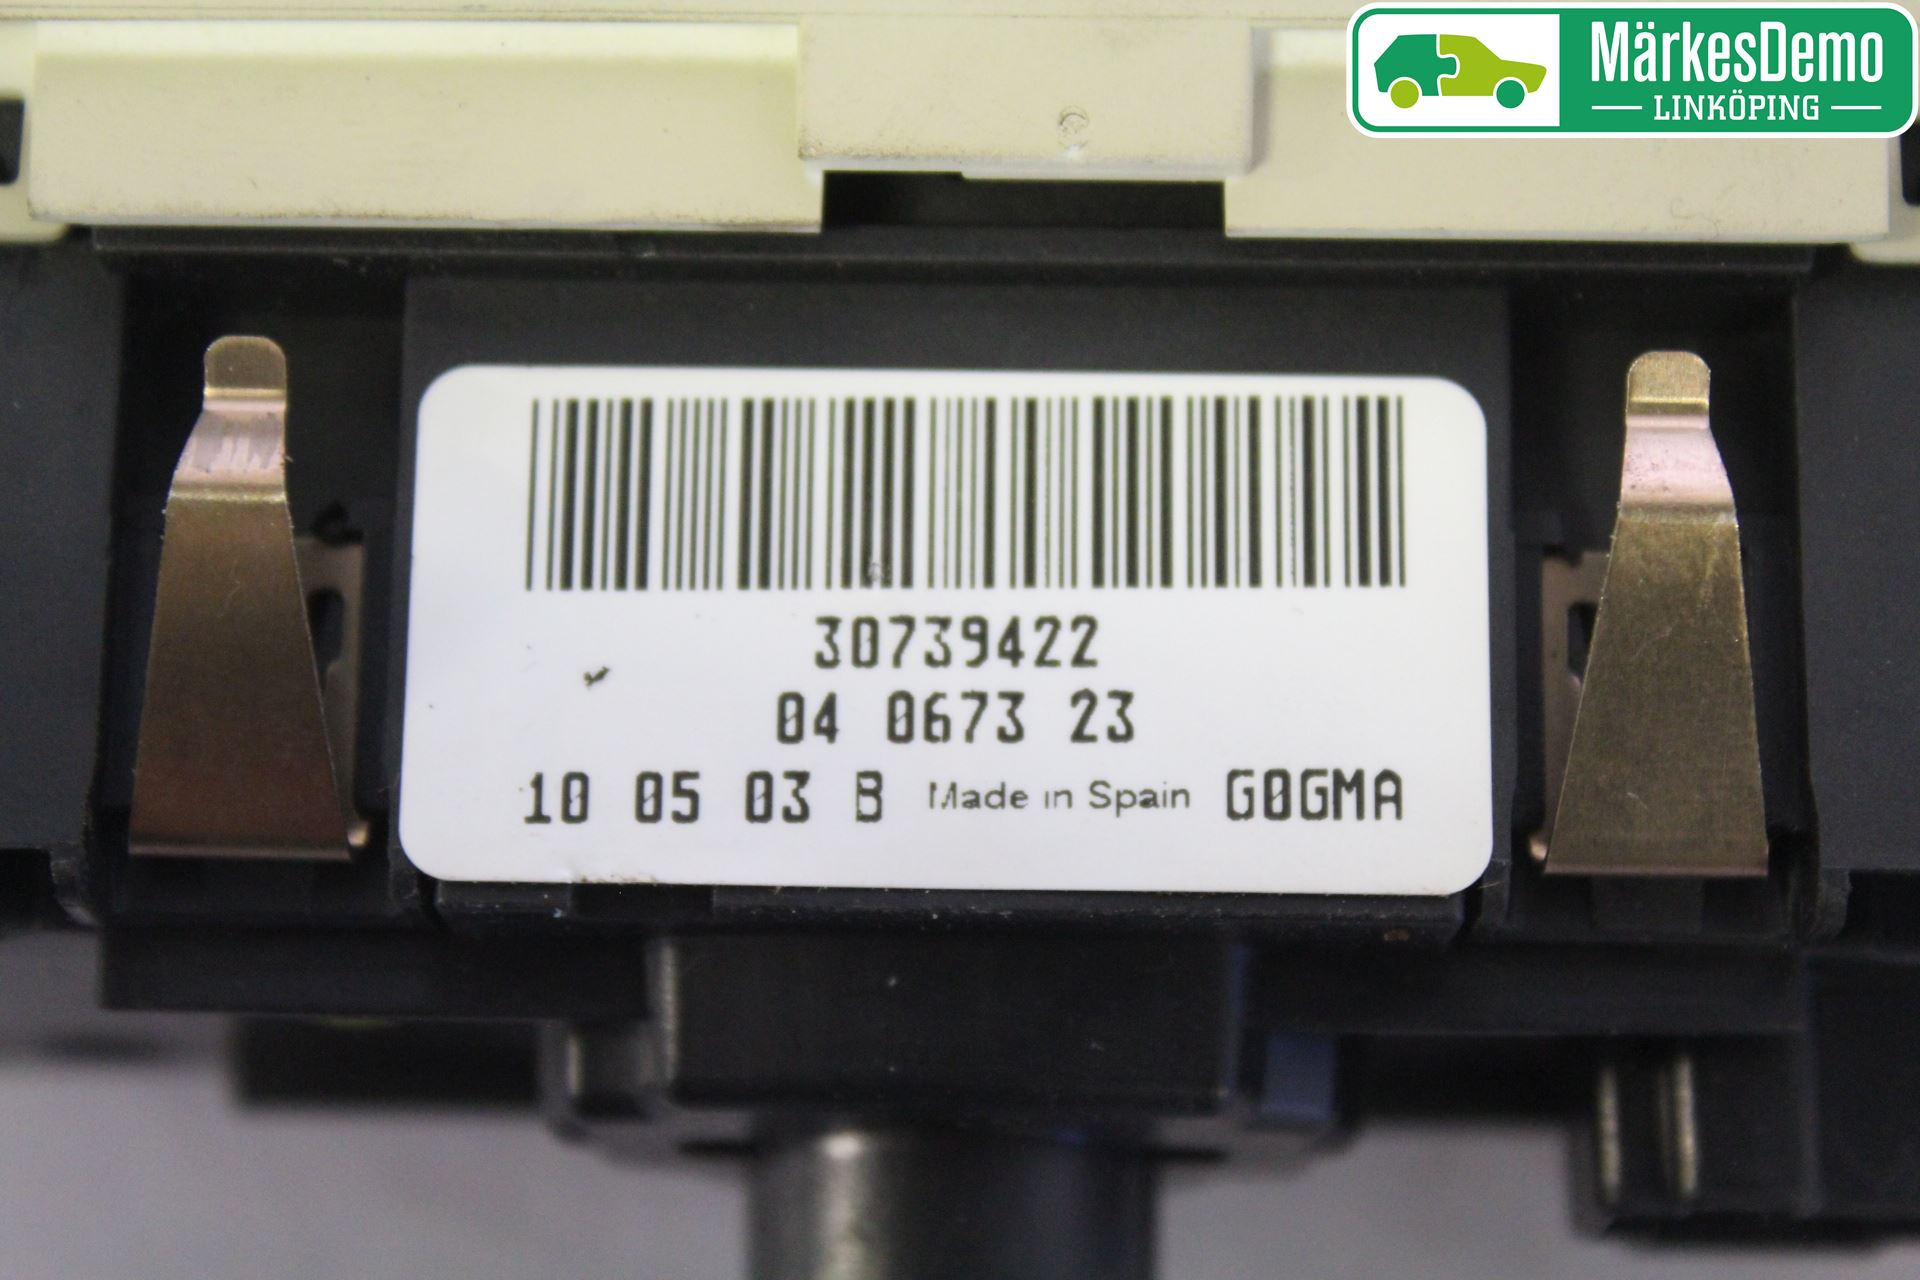 MärkesDemo
LINKÖPING
30739422
04 0673 23
10 05 03 B Made in Spain G0GMA